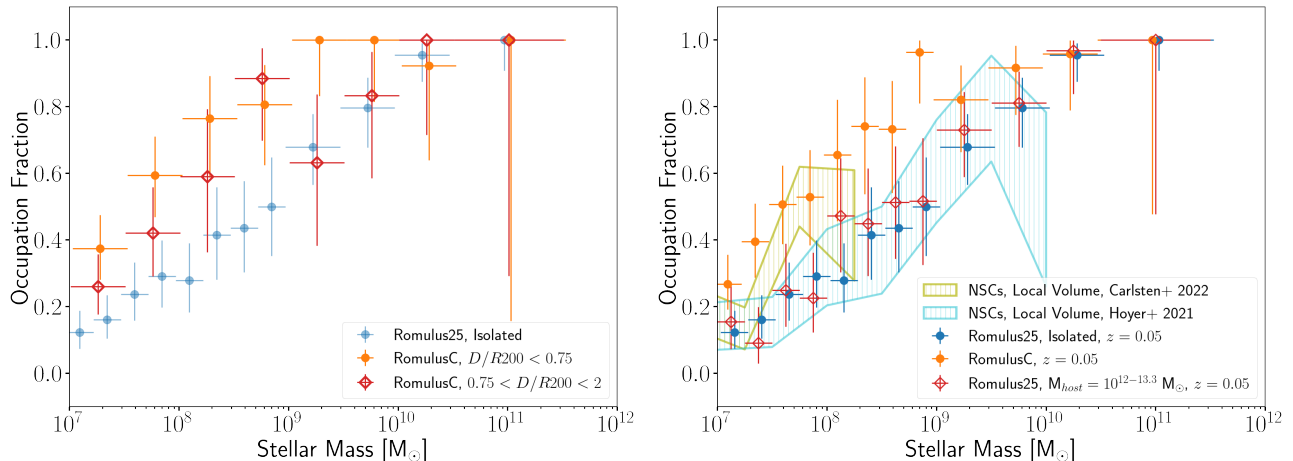 Occupation Fraction
1.0
0.8
0.6
0.4
0.2
0.0
Romulus25, Isolated
RomulusC, D/R200 < 0.75
RomulusC, 0.75 < D/R200 < 2
10^7 10^8 10^9 10^10 10^11 10^12
Stellar Mass [M_⊙]
Occupation Fraction
1.0
0.8
0.6
0.4
0.2
0.0
NSCs, Local Volume, Carlsten+ 2022
NSCs, Local Volume, Hoyer+ 2021
Romulus25, Isolated, z = 0.05
RomulusC, z = 0.05
Romulus25, M_host = 10^{12−13.3} M_⊙, z = 0.05
10^7 10^8 10^9 10^10 10^11 10^12
Stellar Mass [M_⊙]